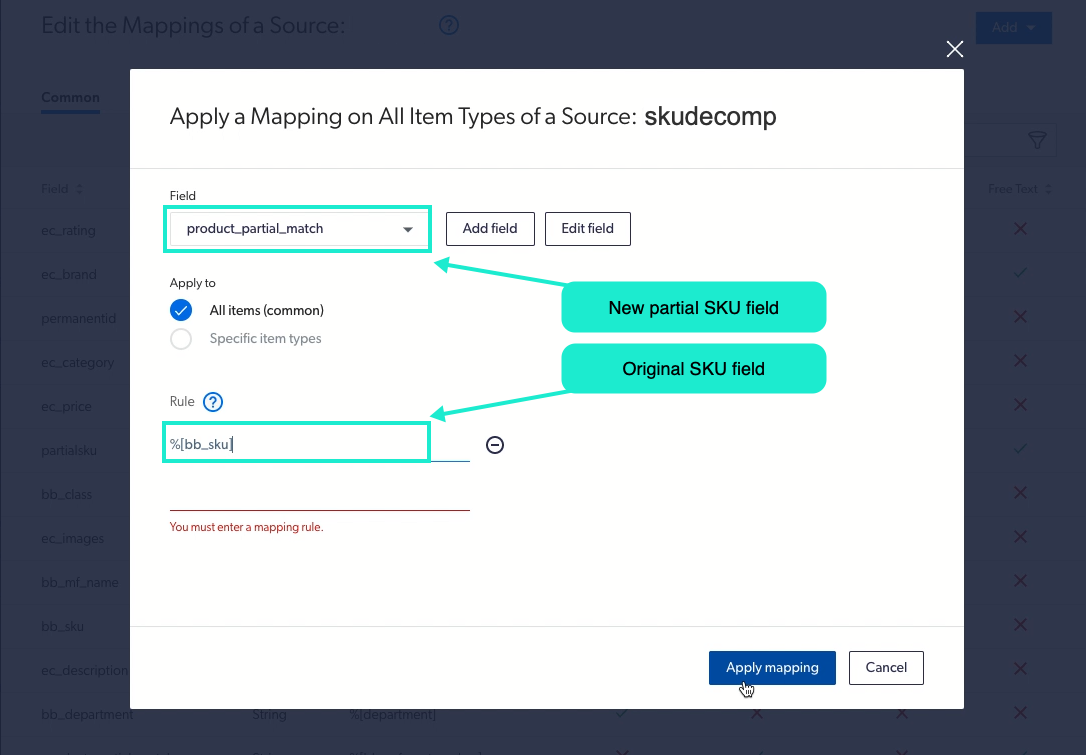 Edit the Mappings of a Source:
?
Add
Common
Apply a Mapping on All Item Types of a Source: skudecomp
Field
Free Text
Field
product_partial_match
Add field
Edit field
ec_rating
ec_brand
Apply to
All items (common)
New partial SKU field
permanentid
Specific item types
ec_category
Original SKU field
Rule ?
ec_price
%[bb_sku]
partialsku
bb_class
You must enter a mapping rule.
ec_images
bb_mf_name
bb_sku
ec_description
Apply mapping
Cancel
bb_department String %[department]